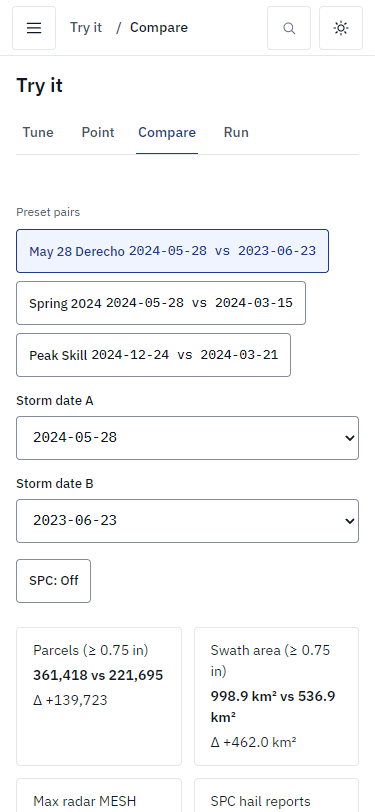 Try it / Compare
Try it
Tune Point Compare Run
Preset pairs
May 28 Derecho 2024-05-28 vs 2023-06-23
Spring 2024 2024-05-28 vs 2024-03-15
Peak Skill 2024-12-24 vs 2024-03-21
Storm date A
2024-05-28
Storm date B
2023-06-23
SPC: Off
Parcels (≥ 0.75 in)
361,418 vs 221,695
Δ +139,723
Swath area (≥ 0.75
in)
998.9 km² vs 536.9
km²
Δ +462.0 km²
Max radar MESH
SPC hail reports